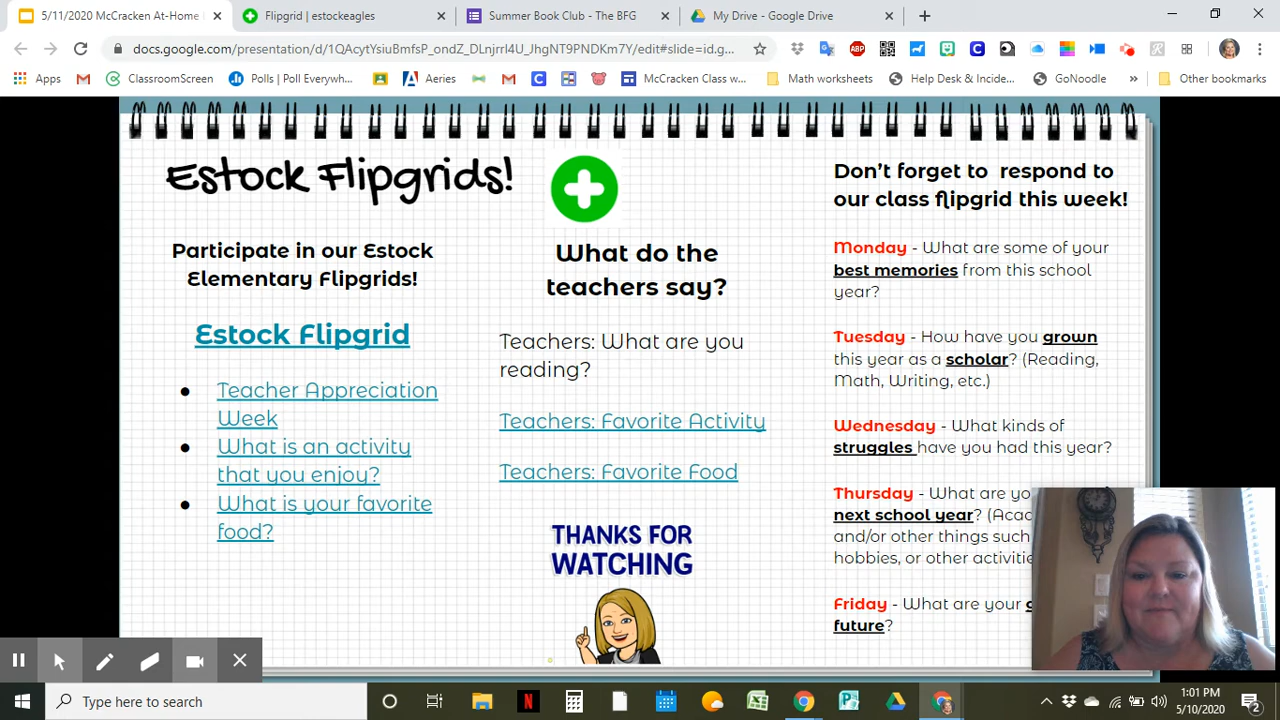 5/11/2020 McCracken At-Home
Flipgrid | estockeagles
Summer Book Club - The BFG
My Drive - Google Drive
docs.google.com/presentation/d/1QAcytYsiuBmfsP_ondZ_DLnjrrl4U_JhgNT9PNDKm7Y/edit#slide=id.g...
Apps
ClassroomScreen
Polls | Poll Everywh...
Aeries
McCracken Class w...
Math worksheets
Help Desk & Incide...
GoNoodle
Other bookmarks
Estock Flipgrids!
Participate in our Estock
Elementary Flipgrids!
Estock Flipgrid
• Teacher Appreciation
Week
• What is an activity
that you enjoy?
• What is your favorite
food?
What do the
teachers say?
Teachers: What are you
reading?
Teachers: Favorite Activity
Teachers: Favorite Food
THANKS FOR
WATCHING
Don't forget to respond to
our class flipgrid this week!
Monday - What are some of your
best memories from this school
year?
Tuesday - How have you grown
this year as a scholar? (Reading,
Math, Writing, etc.)
Wednesday - What kinds of
struggles have you had this year?
Thursday - What are
next school year?
and/or other things such
hobbies, or other
Friday - What are your
future?
Type here to search
1:01 PM
5/10/2020
2